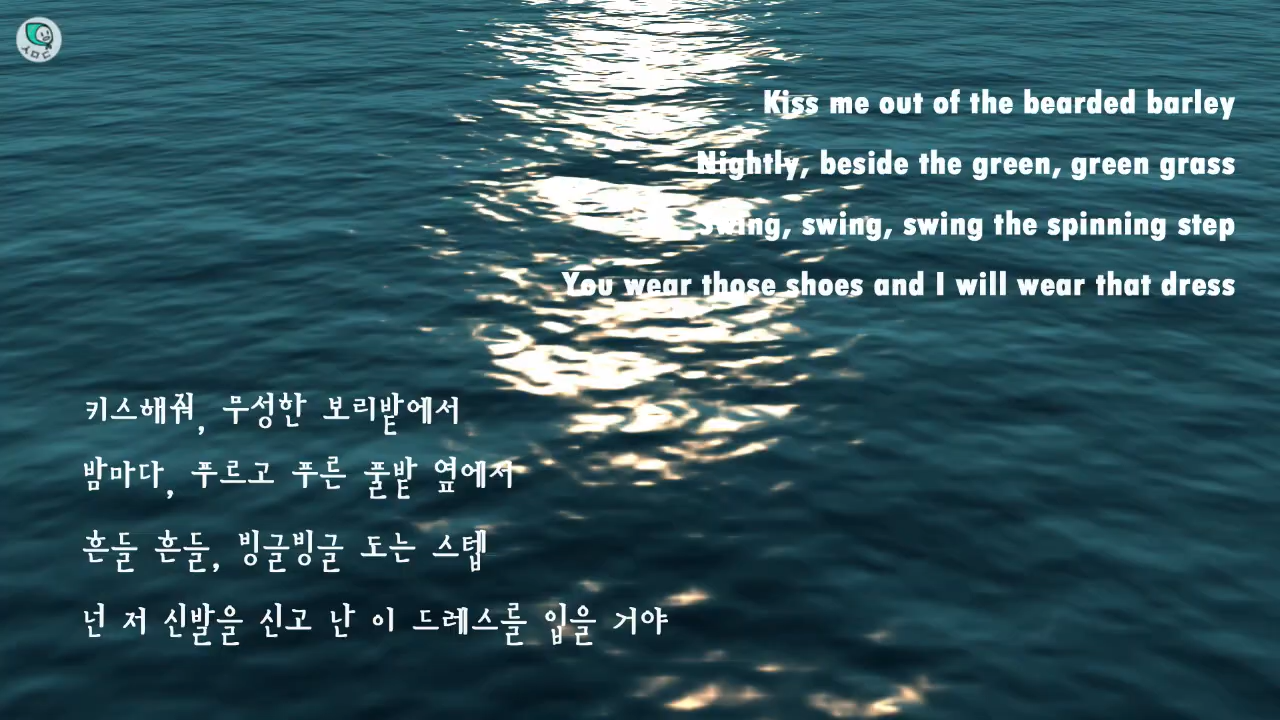 Kiss me out of the bearded barley
Nightly, beside the green, green grass
Swing, swing, swing the spinning step
You wear those shoes and I will wear that dress
키스해줘, 무성한 보리밭에서
밤마다, 푸르고 푸른 풀밭 옆에서
흔들 흔들, 빙글빙글 도는 스텝
넌 저 신발을 신고 난 이 드레스를 입을 거야